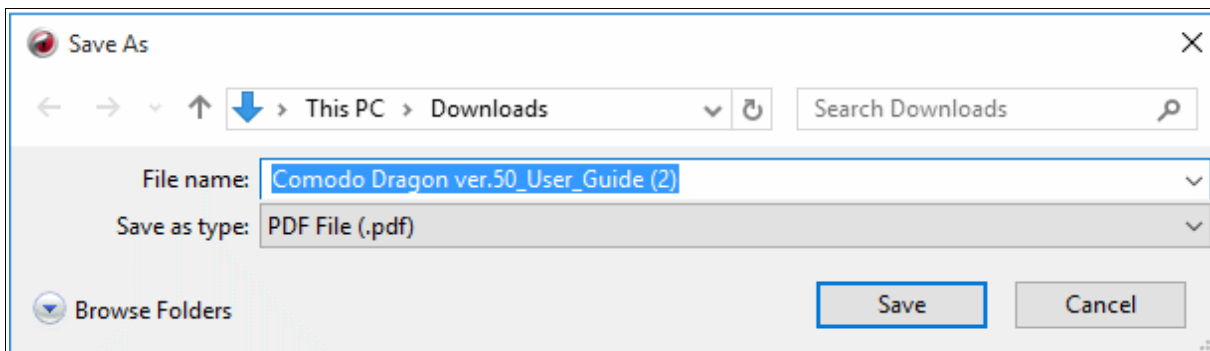 Save As
This PC > Downloads
Search Downloads
File name: Comodo Dragon ver.50_User_Guide (2)
Save as type: PDF File (.pdf)
Browse Folders
Save
Cancel